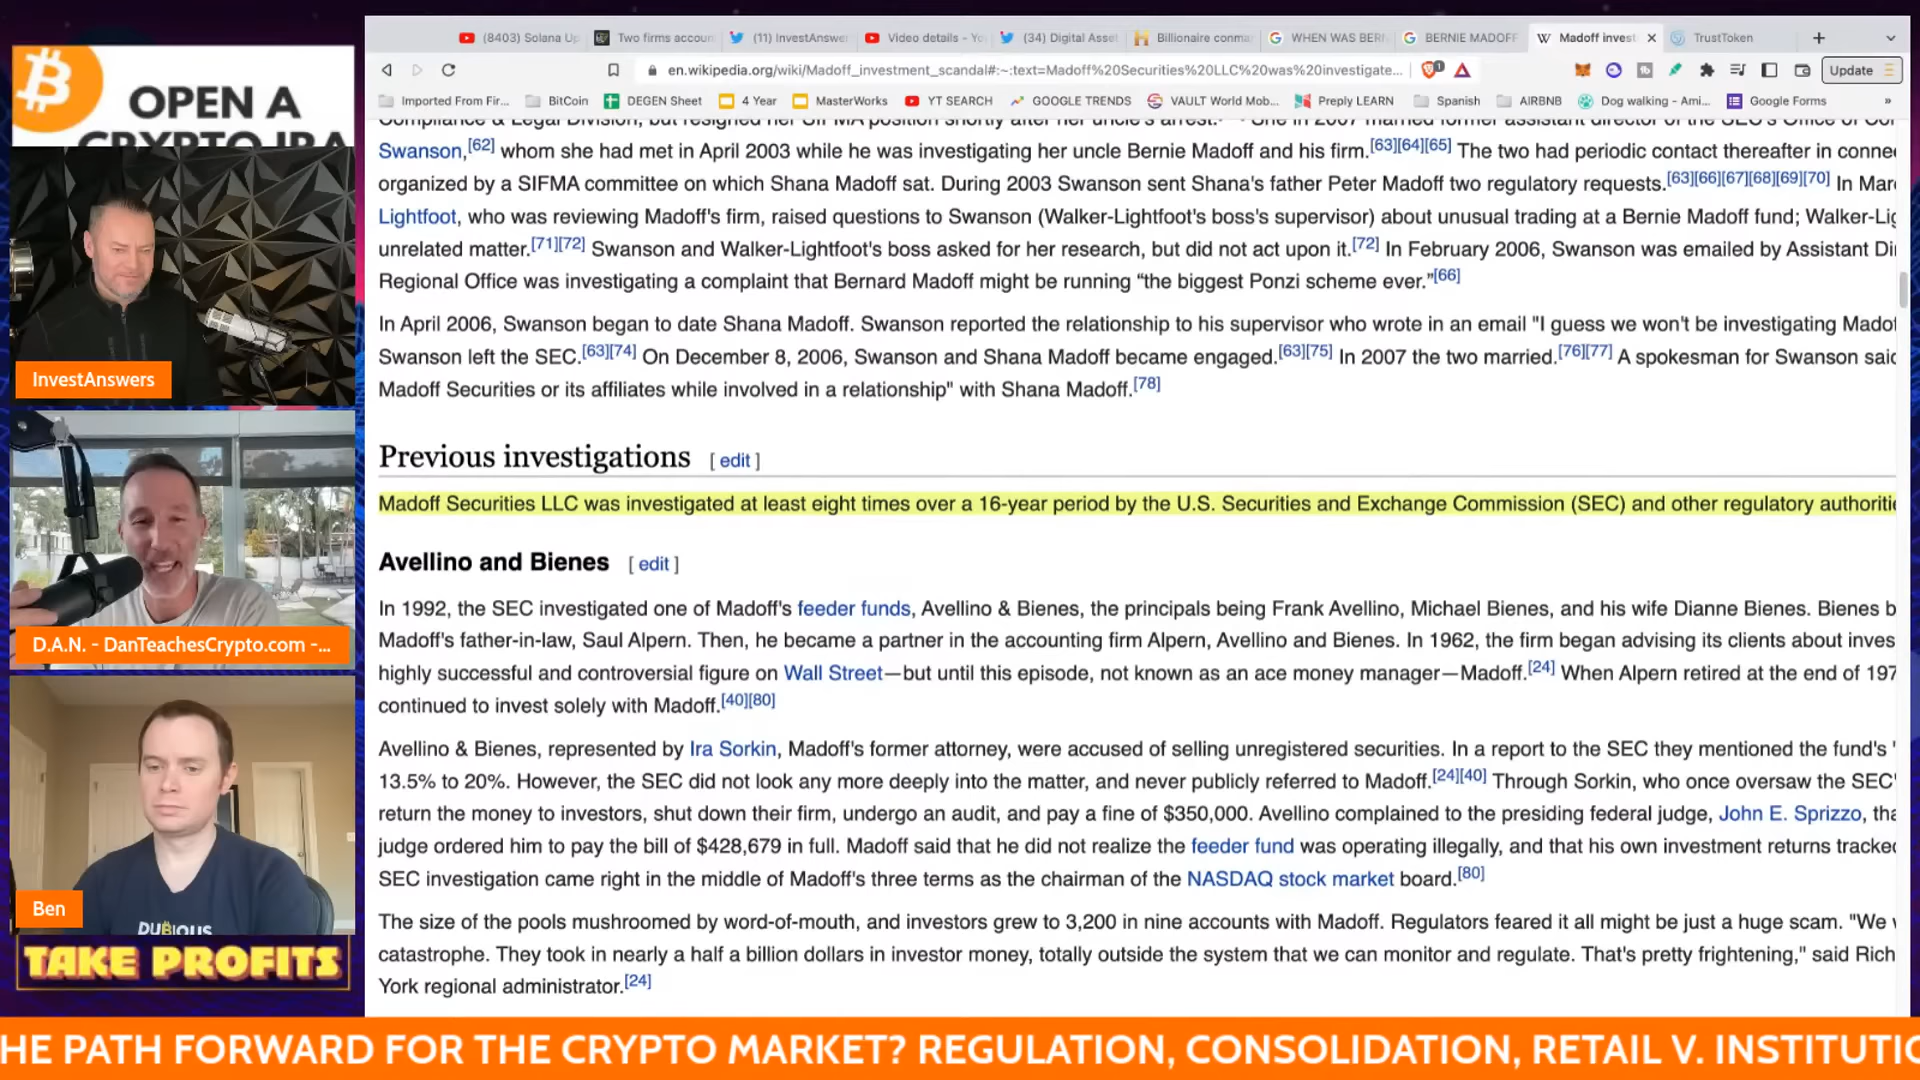 OPEN A
CRYPTO IRA
InvestAnswers
D.A.N. - DanTeachesCrypto.com -...
Ben
DUBIOUS
TAKE PROFITS
(8403) Solana Up
Two firms accoun
(11) InvestAnswe
Video details - Yo
(34) Digital Asse
Billionaire conma
WHEN WAS BERN
BERNIE MADOFF
Madoff invest
TrustToken
en.wikipedia.org/wiki/Madoff_investment_scandal#:~:text=Madoff%20Securities%20LLC%20was%20investigate...
Update
Imported From Fir...
BitCoin
DEGEN Sheet
4 Year
MasterWorks
YT SEARCH
GOOGLE TRENDS
VAULT World Mob...
Preply LEARN
Spanish
AIRBNB
Dog walking - Ami...
Google Forms
»
Compliance & Legal Division, but resigned her SIFMA position shortly after her uncle's arrest. She in 2007 married former assistant director of the SEC's Office of Co
Swanson,[62] whom she had met in April 2003 while he was investigating her uncle Bernie Madoff and his firm.[63][64][65] The two had periodic contact thereafter in conne
organized by a SIFMA committee on which Shana Madoff sat. During 2003 Swanson sent Shana's father Peter Madoff two regulatory requests.[63][66][67][68][69][70] In Mar
Lightfoot, who was reviewing Madoff's firm, raised questions to Swanson (Walker-Lightfoot's boss's supervisor) about unusual trading at a Bernie Madoff fund; Walker-Lig
unrelated matter.[71][72] Swanson and Walker-Lightfoot's boss asked for her research, but did not act upon it.[72] In February 2006, Swanson was emailed by Assistant Di
Regional Office was investigating a complaint that Bernard Madoff might be running “the biggest Ponzi scheme ever.”[66]
In April 2006, Swanson began to date Shana Madoff. Swanson reported the relationship to his supervisor who wrote in an email "I guess we won't be investigating Mado
Swanson left the SEC.[63][74] On December 8, 2006, Swanson and Shana Madoff became engaged.[63][75] In 2007 the two married.[76][77] A spokesman for Swanson said
Madoff Securities or its affiliates while involved in a relationship" with Shana Madoff.[78]
Previous investigations [ edit ]
Madoff Securities LLC was investigated at least eight times over a 16-year period by the U.S. Securities and Exchange Commission (SEC) and other regulatory authoritie
Avellino and Bienes [ edit ]
In 1992, the SEC investigated one of Madoff's feeder funds, Avellino & Bienes, the principals being Frank Avellino, Michael Bienes, and his wife Dianne Bienes. Bienes b
Madoff's father-in-law, Saul Alpern. Then, he became a partner in the accounting firm Alpern, Avellino and Bienes. In 1962, the firm began advising its clients about inves
highly successful and controversial figure on Wall Street—but until this episode, not known as an ace money manager—Madoff.[24] When Alpern retired at the end of 197
continued to invest solely with Madoff.[40][80]
Avellino & Bienes, represented by Ira Sorkin, Madoff's former attorney, were accused of selling unregistered securities. In a report to the SEC they mentioned the fund's "
13.5% to 20%. However, the SEC did not look any more deeply into the matter, and never publicly referred to Madoff.[24][40] Through Sorkin, who once oversaw the SEC'
return the money to investors, shut down their firm, undergo an audit, and pay a fine of $350,000. Avellino complained to the presiding federal judge, John E. Sprizzo, tha
judge ordered him to pay the bill of $428,679 in full. Madoff said that he did not realize the feeder fund was operating illegally, and that his own investment returns tracked
SEC investigation came right in the middle of Madoff's three terms as the chairman of the NASDAQ stock market board.[80]
The size of the pools mushroomed by word-of-mouth, and investors grew to 3,200 in nine accounts with Madoff. Regulators feared it all might be just a huge scam. "We w
catastrophe. They took in nearly a half a billion dollars in investor money, totally outside the system that we can monitor and regulate. That's pretty frightening," said Rich
York regional administrator.[24]
HE PATH FORWARD FOR THE CRYPTO MARKET? REGULATION, CONSOLIDATION, RETAIL V. INSTITUTIO